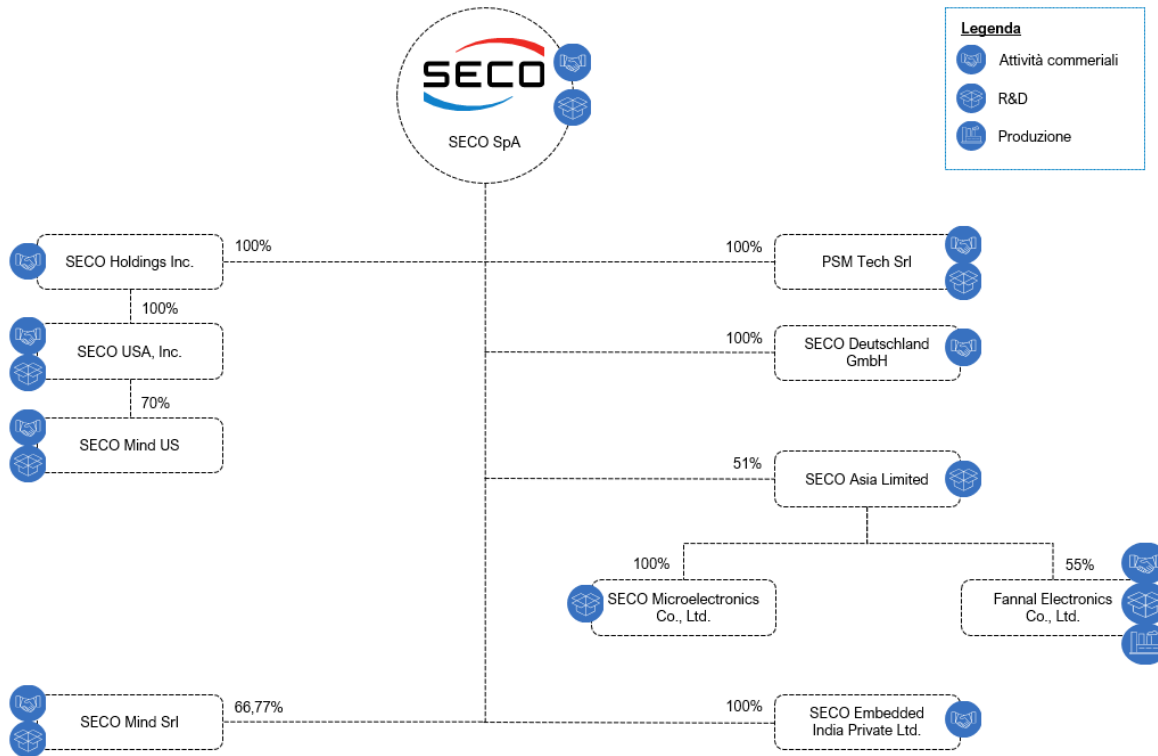 SECO
SECO SpA
Legenda
Attività commeriali
R&D
Produzione
100%
SECO Holdings Inc.
100%
PSM Tech Srl
100%
SECO USA, Inc.
100%
SECO Deutschland
GmbH
70%
SECO Mind US
51%
SECO Asia Limited
100%
SECO Microelectronics
Co., Ltd.
55%
Fannal Electronics
Co., Ltd.
66,77%
SECO Mind Srl
100%
SECO Embedded
India Private Ltd.